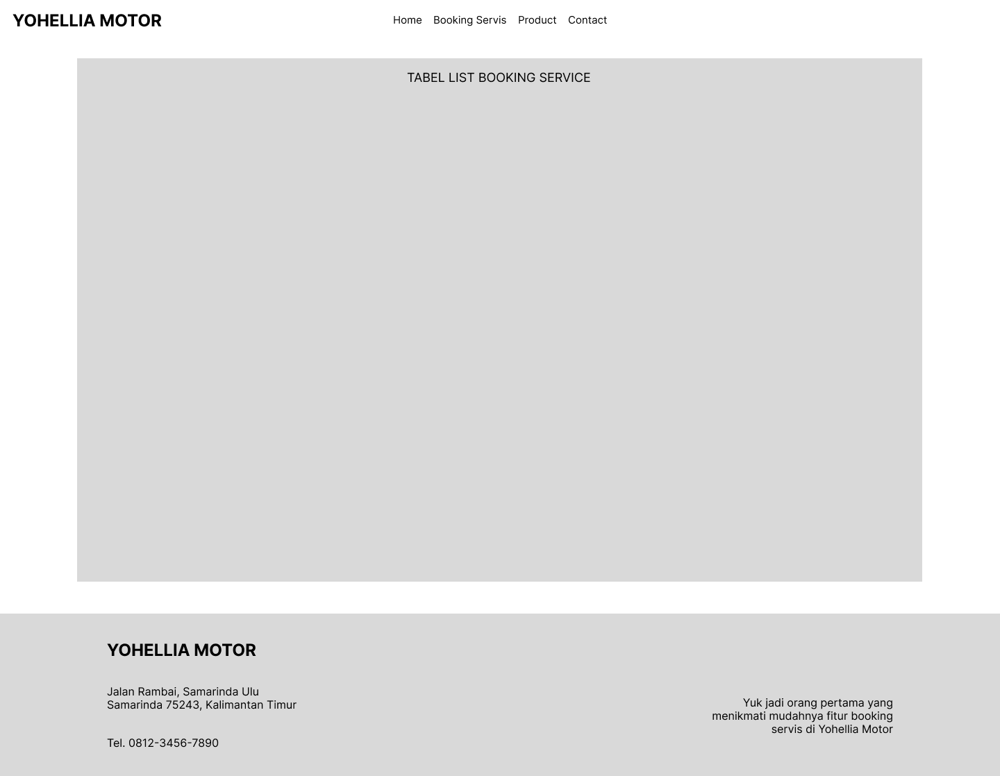 YOHELLIA MOTOR
Home Booking Servis Product Contact
TABEL LIST BOOKING SERVICE
YOHELLIA MOTOR
Jalan Rambai, Samarinda Ulu
Samarinda 75243, Kalimantan Timur
Tel. 0812-3456-7890
Yuk jadi orang pertama yang
menikmati mudahnya fitur booking
servis di Yohellia Motor